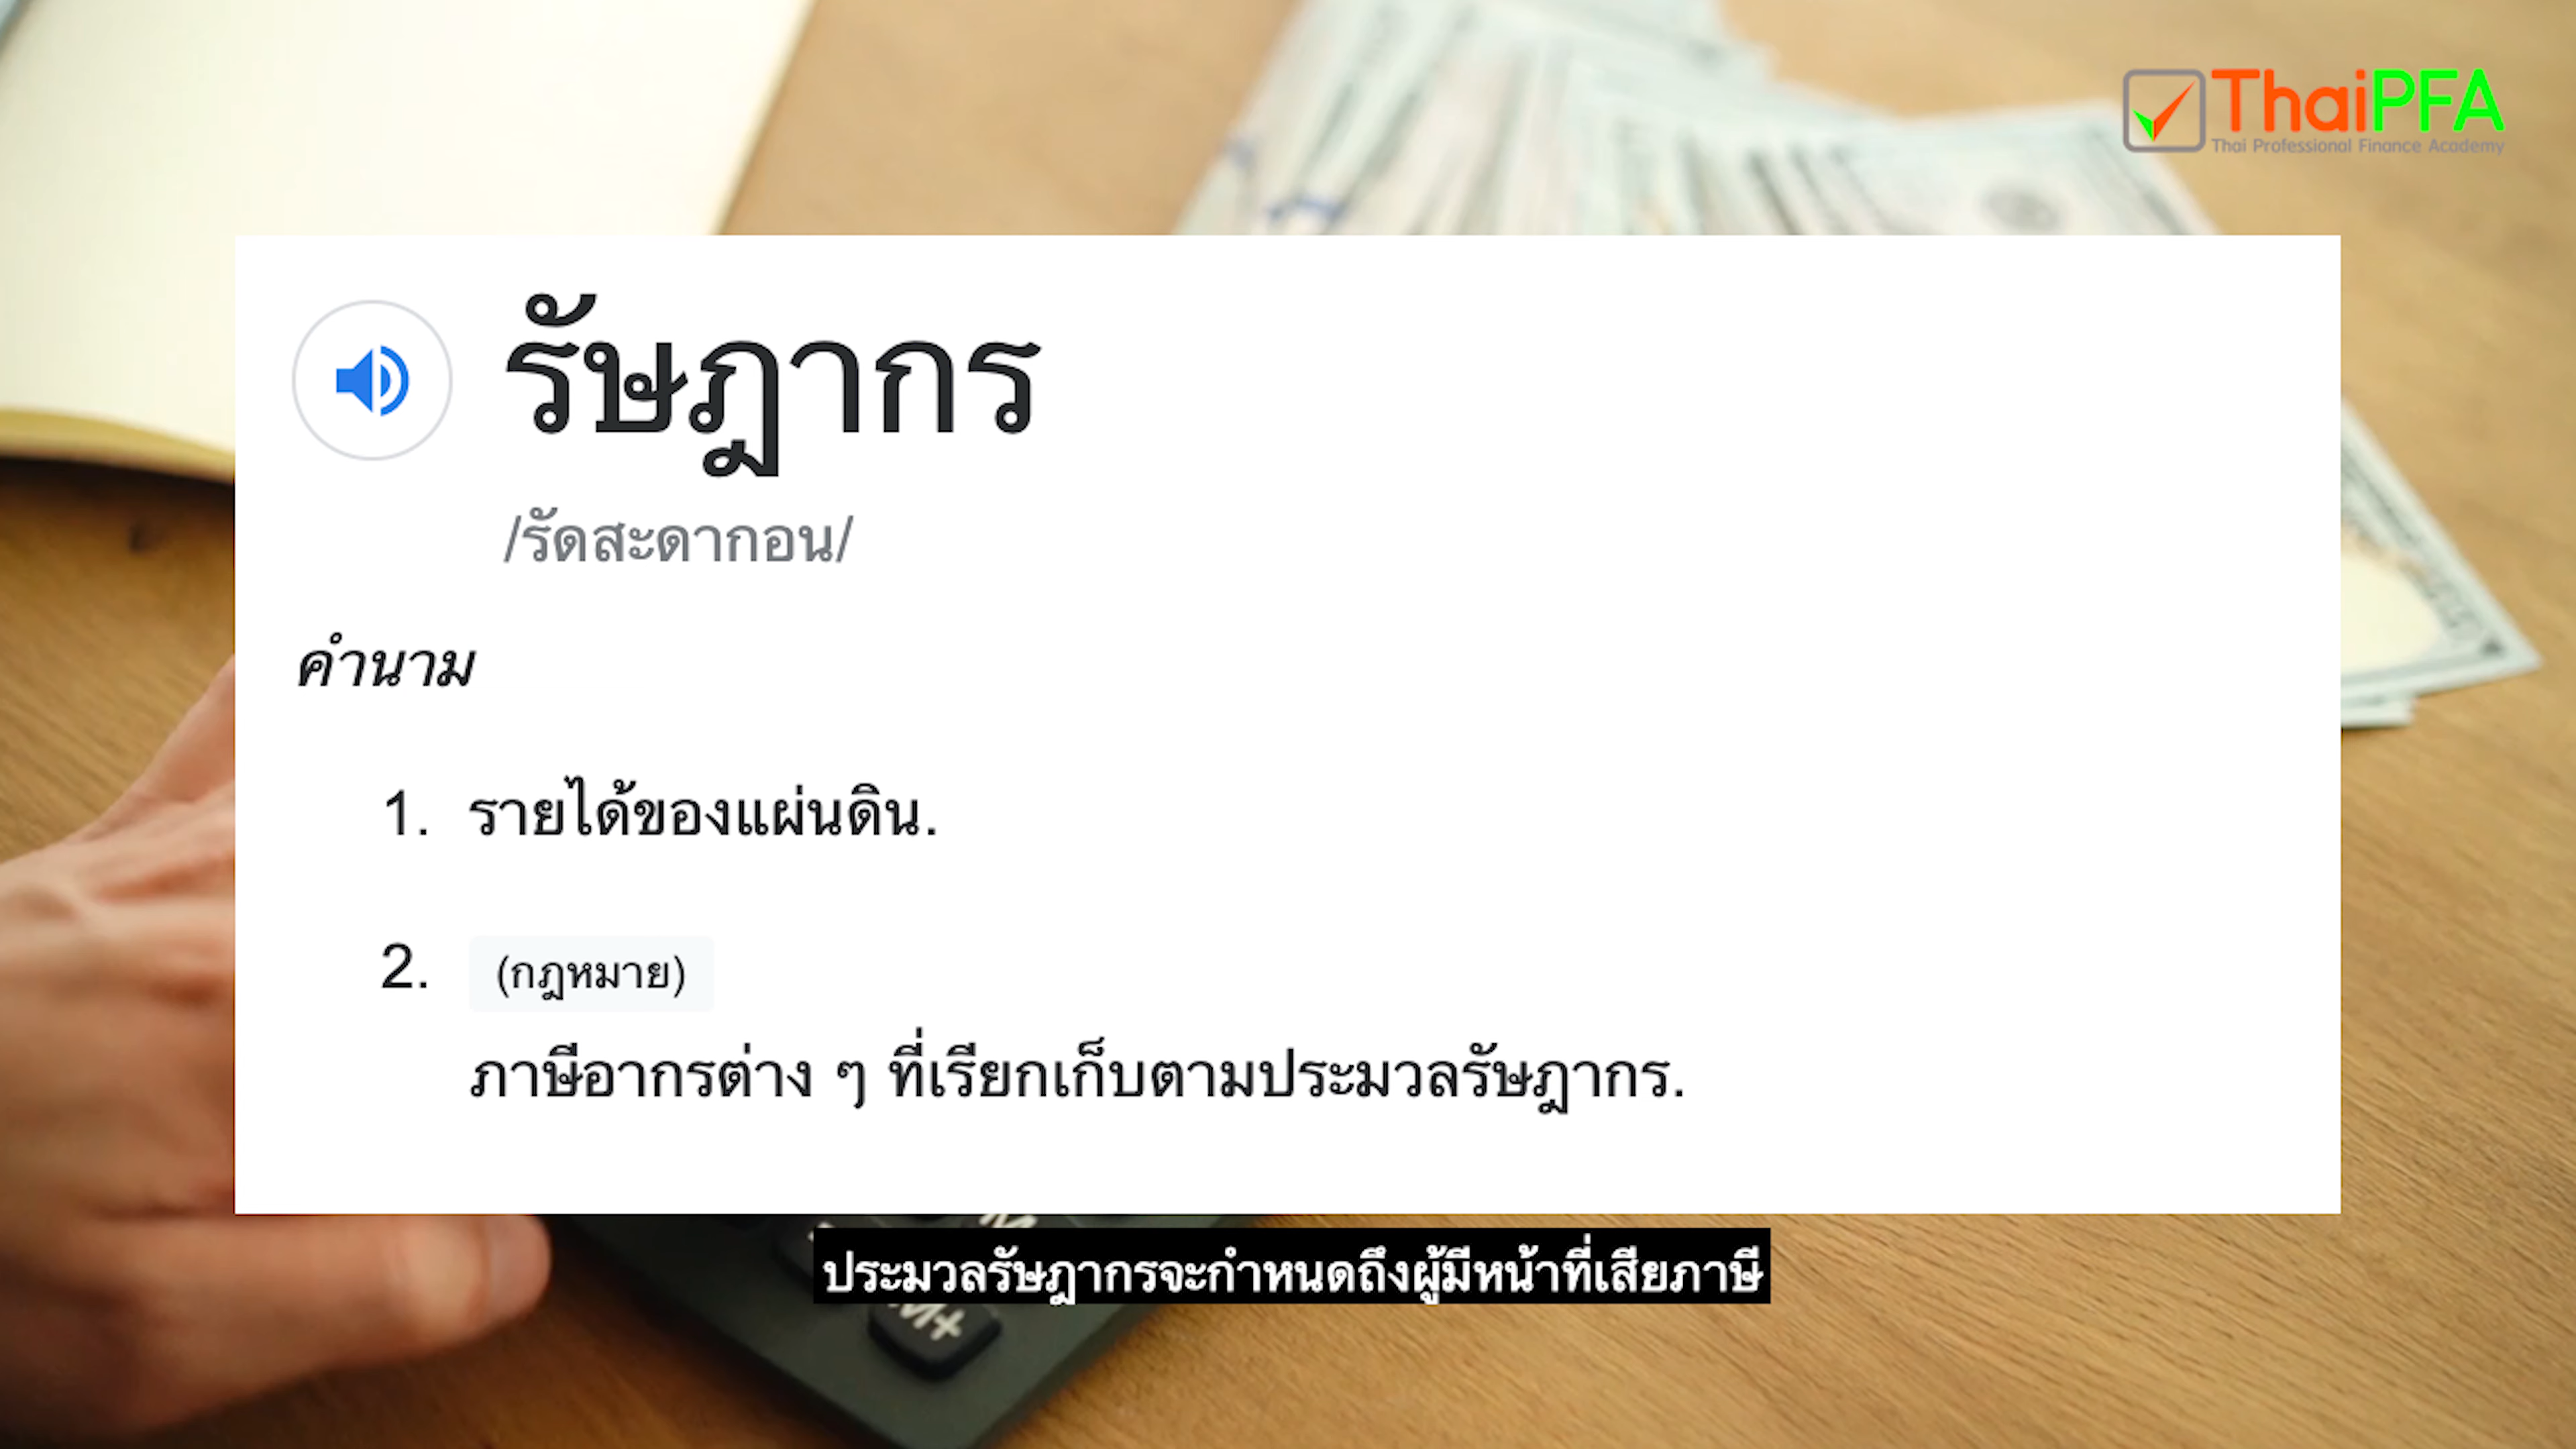 ThaiPFA
Thai Professional Finance Academy
รัษฎากร
/รัดสะดากอน/
คำนาม
1. รายได้ของแผ่นดิน.
2. (กฎหมาย)
ภาษีอากรต่าง ๆ ที่เรียกเก็บตามประมวลรัษฎากร.
ประมวลรัษฎากรจะกำหนดถึงผู้มีหน้าที่เสียภาษี
M+